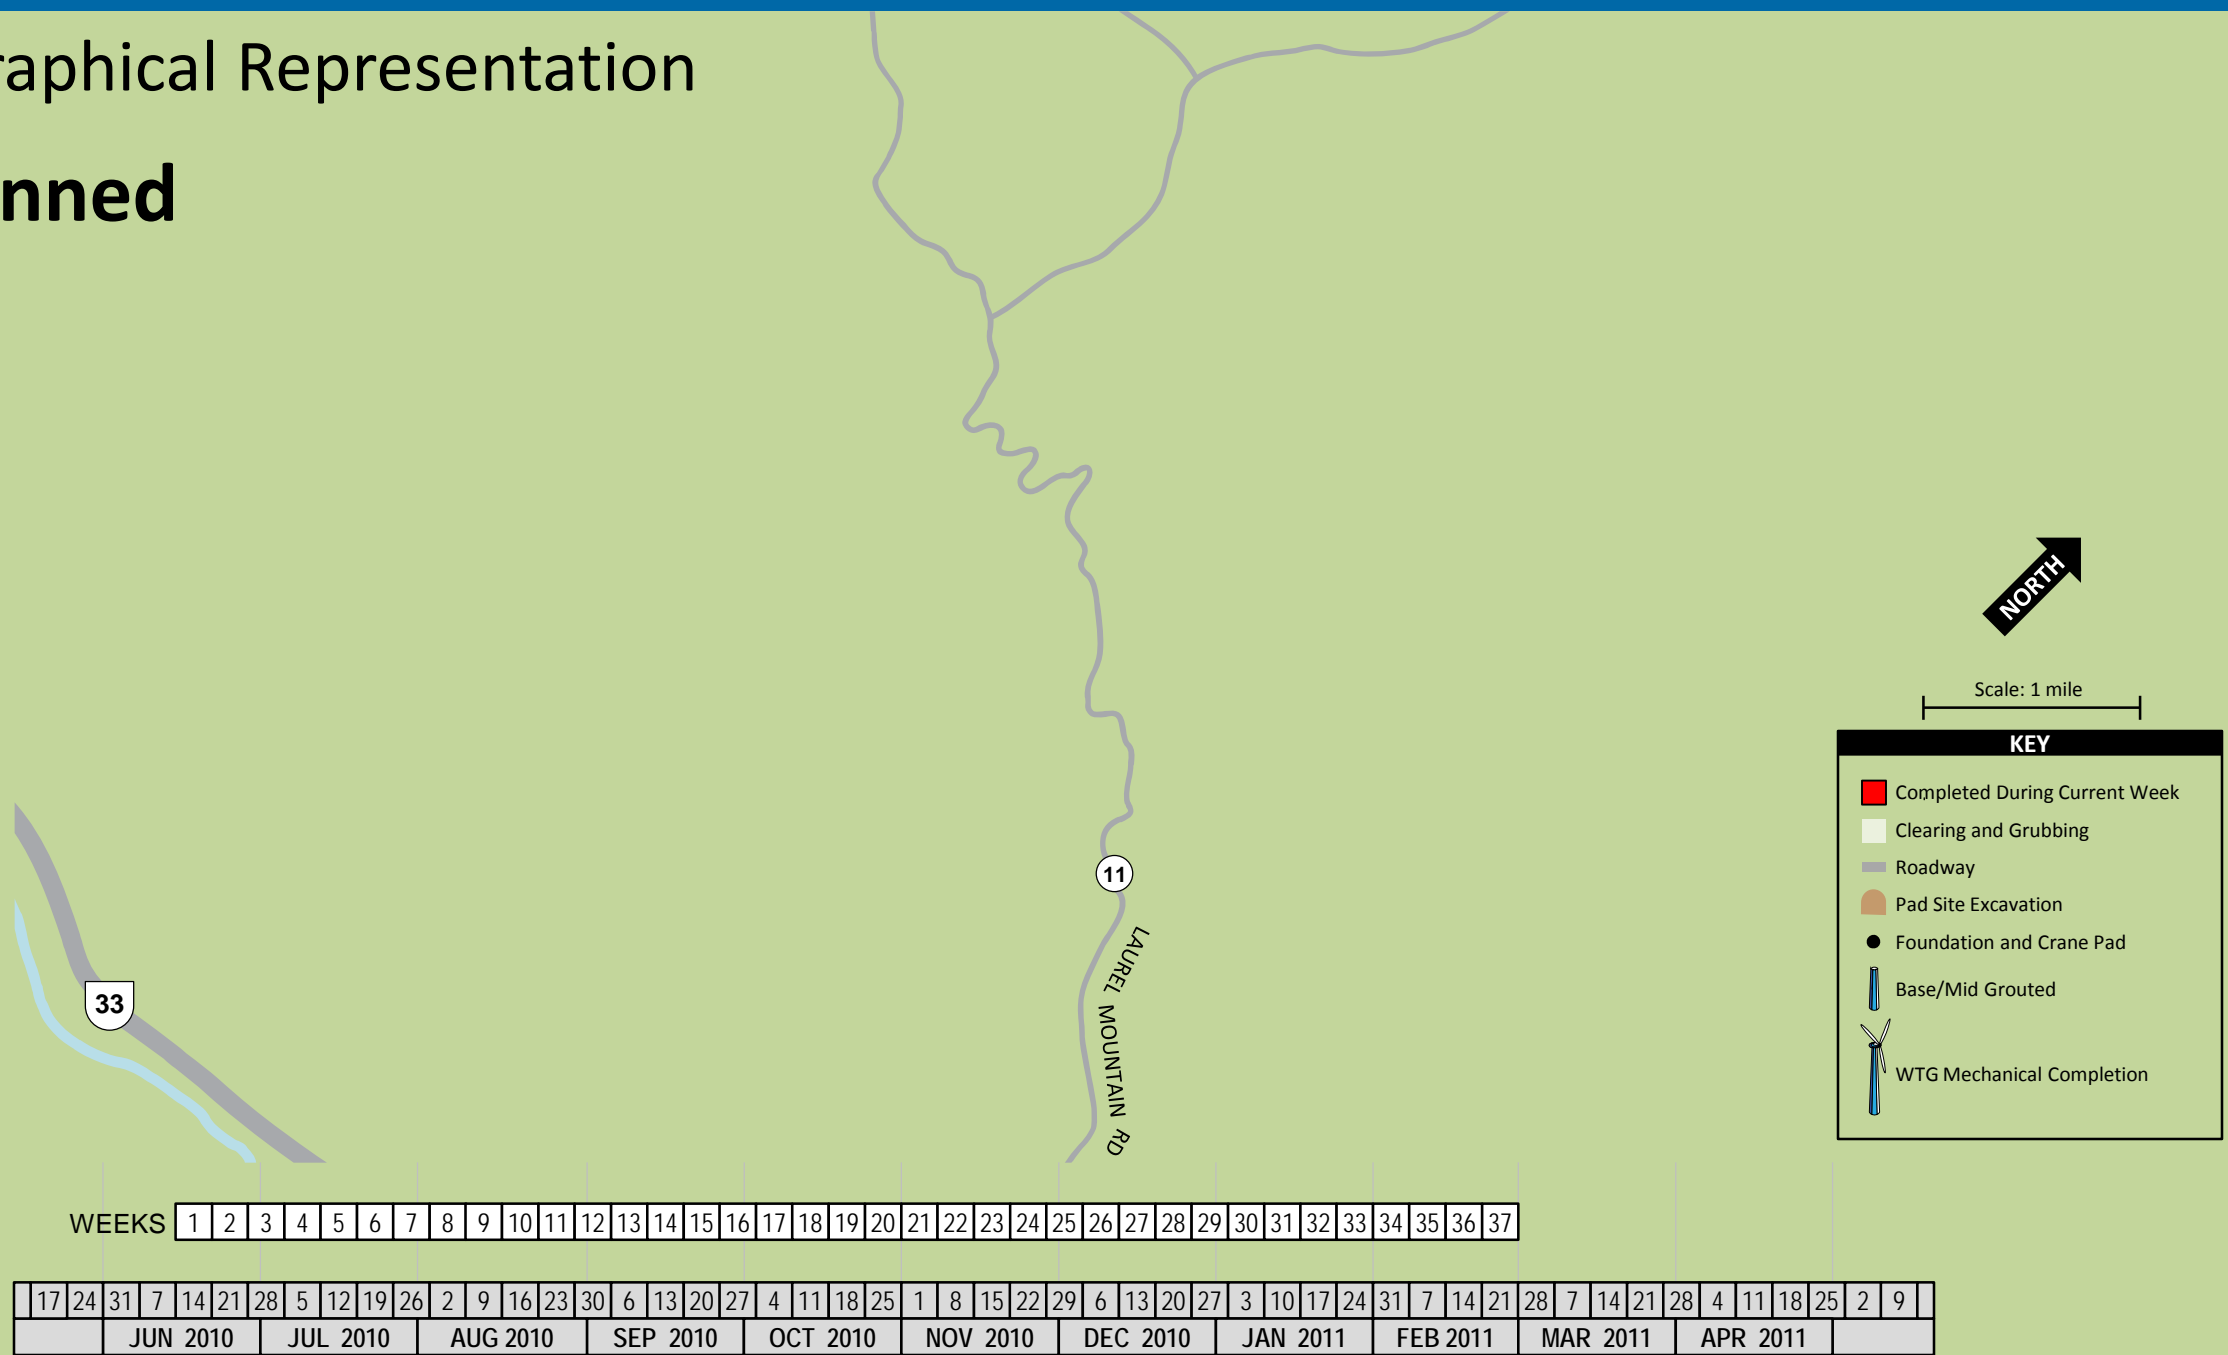 raphical Representation
nned
NORTH
Scale: 1 mile
KEY
Completed During Current Week
Clearing and Grubbing
Roadway
Pad Site Excavation
Foundation and Crane Pad
Base/Mid Grouted
WTG Mechanical Completion
11
LAUREL MOUNTAIN RD
33
WEEKS 1 2 3 4 5 6 7 8 9 10 11 12 13 14 15 16 17 18 19 20 21 22 23 24 25 26 27 28 29 30 31 32 33 34 35 36 37
17 24 31 7 14 21 28 5 12 19 26 2 9 16 23 30 6 13 20 27 4 11 18 25 1 8 15 22 29 6 13 20 27 3 10 17 24 31 7 14 21 28 7 14 21 28 4 11 18 25 2 9
JUN 2010 JUL 2010 AUG 2010 SEP 2010 OCT 2010 NOV 2010 DEC 2010 JAN 2011 FEB 2011 MAR 2011 APR 2011